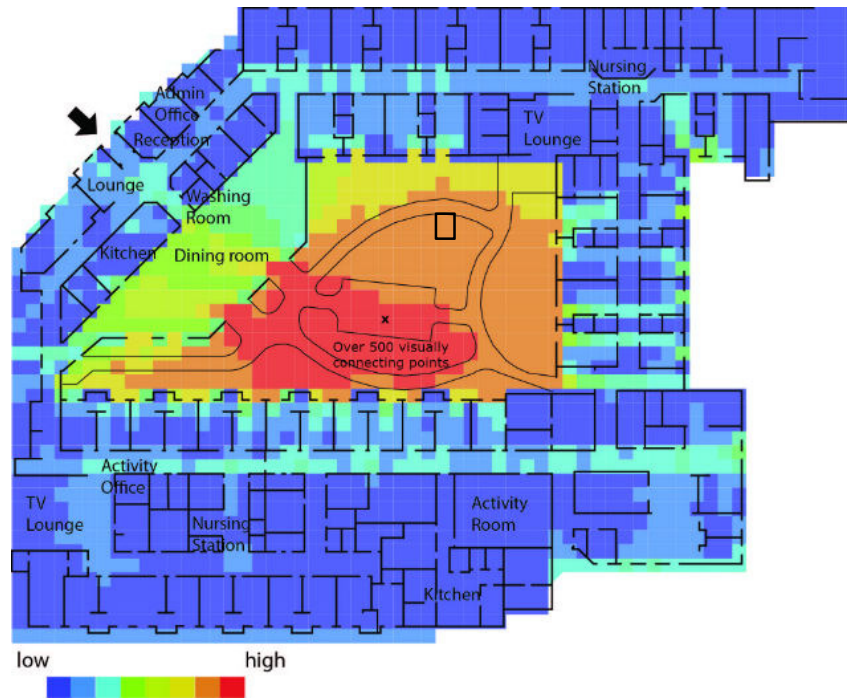 Nursing
Station
Admin
Office
Reception
TV
Lounge
Lounge
Washing
Room
Kitchen
Dining room
×
Over 500 visually
connecting points
Activity
Office
TV
Lounge
Nursing
Station
Activity
Room
Kitchen
low
high